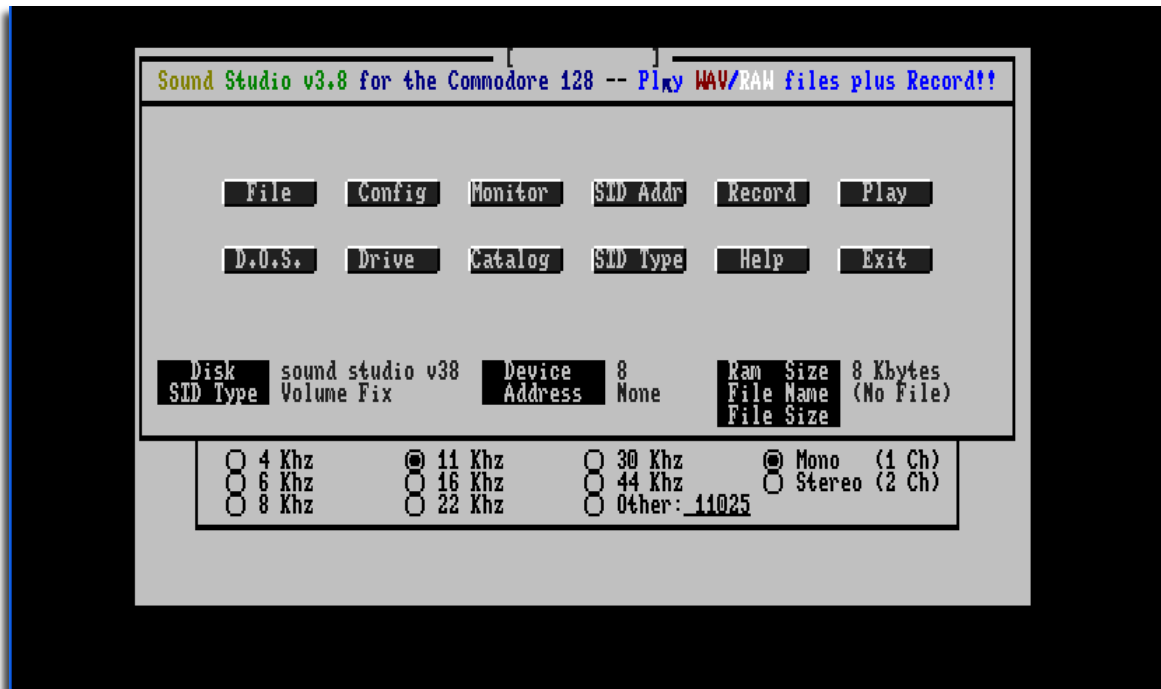 Sound Studio v3.8 for the Commodore 128 -- Play WAV/RAW files plus Record!!
File Config Monitor SID Addr Record Play
D.O.S. Drive Catalog SID Type Help Exit
Disk sound studio v38 Device 8 Ram Size 8 Kbytes
SID Type Volume Fix Address None File Name (No File)
File Size
4 Khz 11 Khz 30 Khz Mono (1 Ch)
6 Khz 16 Khz 44 Khz Stereo (2 Ch)
8 Khz 22 Khz Other: 11025